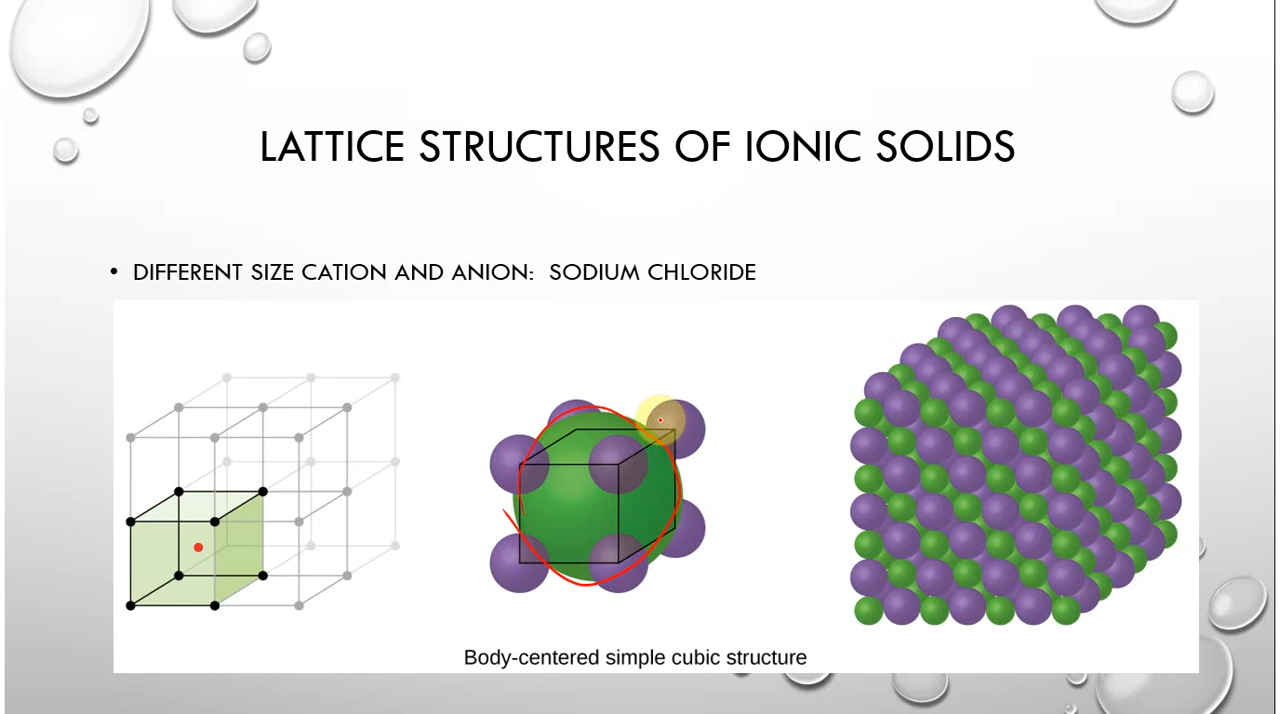 LATTICE STRUCTURES OF IONIC SOLIDS
• DIFFERENT SIZE CATION AND ANION: SODIUM CHLORIDE
Body-centered simple cubic structure